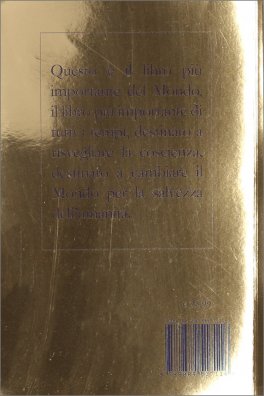 Questo è il libro più
importante del Mondo,
il libro più importante di
tutti i tempi, destinato a
risvegliare la coscienza,
destinato a cambiare il
Mondo per la salvezza
dell'umanità.